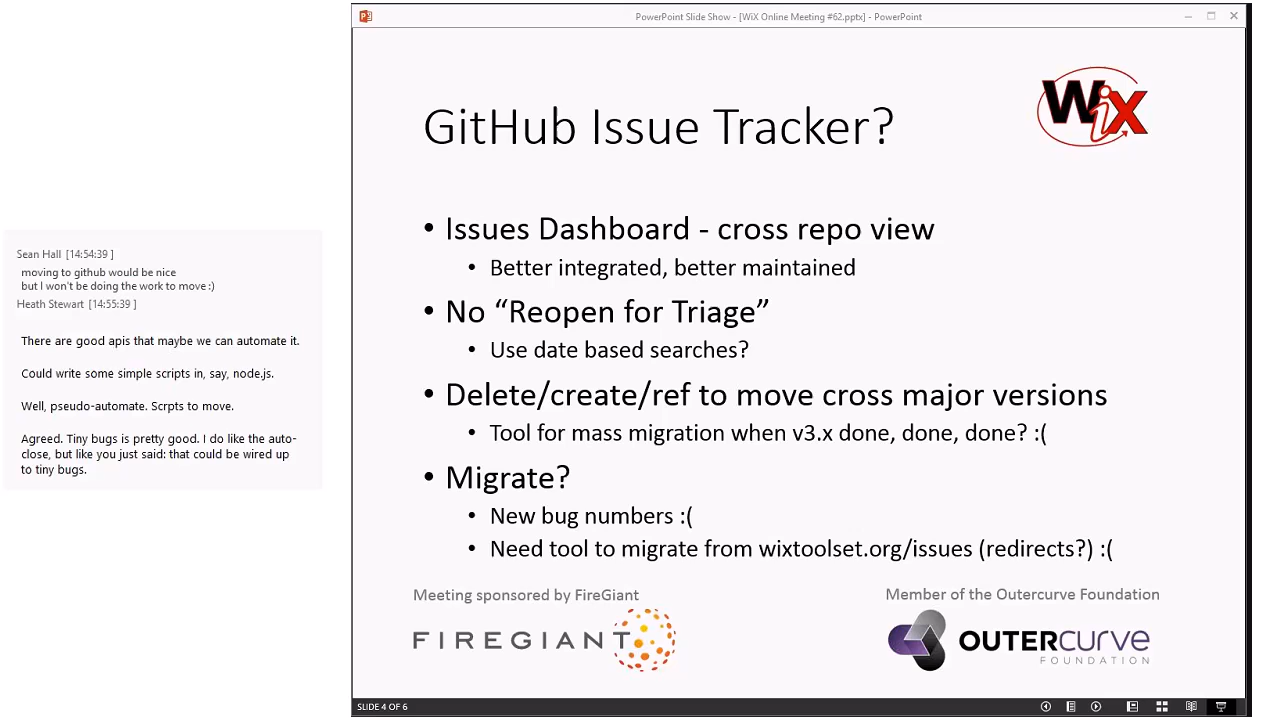 PowerPoint Slide Show - [WiX Online Meeting #62.pptx] - PowerPoint
WiX
GitHub Issue Tracker?
• Issues Dashboard - cross repo view
• Better integrated, better maintained
• No “Reopen for Triage”
• Use date based searches?
• Delete/create/ref to move cross major versions
• Tool for mass migration when v3.x done, done, done? :(
• Migrate?
• New bug numbers :(
• Need tool to migrate from wixtoolset.org/issues (redirects?) :(
Meeting sponsored by FireGiant
FIREGIANT
Member of the Outercurve Foundation
OUTERCURVE
FOUNDATION
SLIDE 4 OF 6
Sean Hall [14:54:39 ]
moving to github would be nice
but I won't be doing the work to move :)
Heath Stewart [14:55:39 ]
There are good apis that maybe we can automate it.
Could write some simple scripts in, say, node.js.
Well, pseudo-automate. Scrpts to move.
Agreed. Tiny bugs is pretty good. I do like the auto-
close, but like you just said: that could be wired up
to tiny bugs.